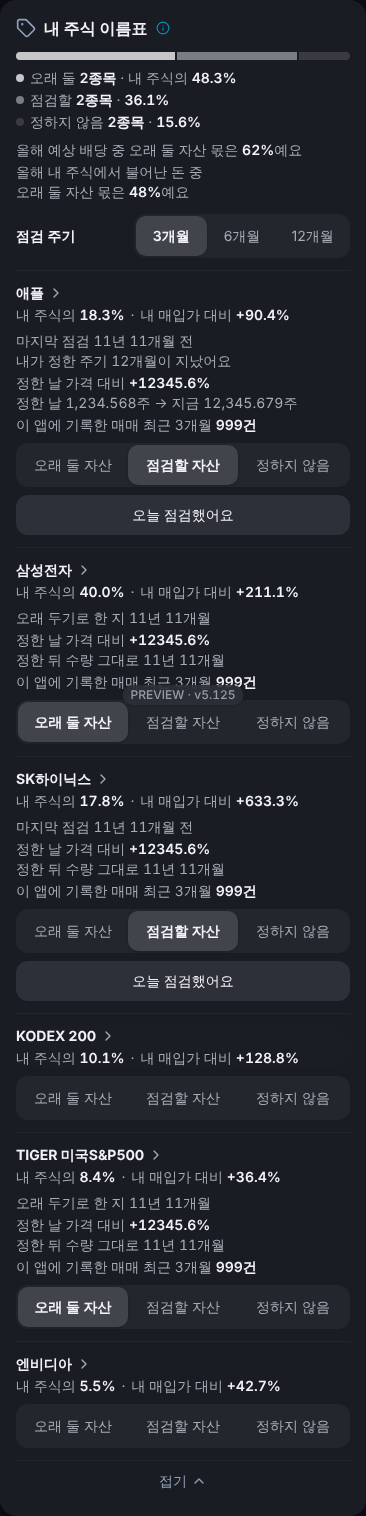 내 주식 이름표
오래 둘 2종목 · 내 주식의 48.3%
점검할 2종목 · 36.1%
정하지 않음 2종목 · 15.6%
올해 예상 배당 중 오래 둘 자산 몫은 62%예요
올해 내 주식에서 불어난 돈 중
오래 둘 자산 몫은 48%예요
점검 주기 3개월 6개월 12개월
애플
내 주식의 18.3% · 내 매입가 대비 +90.4%
마지막 점검 11년 11개월 전
내가 정한 주기 12개월이 지났어요
정한 날 가격 대비 +12345.6%
정한 날 1,234.568주 → 지금 12,345.679주
이 앱에 기록한 매매 최근 3개월 999건
오래 둘 자산 점검할 자산 정하지 않음
오늘 점검했어요
삼성전자
내 주식의 40.0% · 내 매입가 대비 +211.1%
오래 두기로 한 지 11년 11개월
정한 날 가격 대비 +12345.6%
정한 뒤 수량 그대로 11년 11개월
이 앱에 기록한 매매 최근 3개월 999건
PREVIEW · v5.125
오래 둘 자산 점검할 자산 정하지 않음
SK하이닉스
내 주식의 17.8% · 내 매입가 대비 +633.3%
마지막 점검 11년 11개월 전
정한 날 가격 대비 +12345.6%
정한 뒤 수량 그대로 11년 11개월
이 앱에 기록한 매매 최근 3개월 999건
오래 둘 자산 점검할 자산 정하지 않음
오늘 점검했어요
KODEX 200
내 주식의 10.1% · 내 매입가 대비 +128.8%
오래 둘 자산 점검할 자산 정하지 않음
TIGER 미국S&P500
내 주식의 8.4% · 내 매입가 대비 +36.4%
오래 두기로 한 지 11년 11개월
정한 날 가격 대비 +12345.6%
정한 뒤 수량 그대로 11년 11개월
이 앱에 기록한 매매 최근 3개월 999건
오래 둘 자산 점검할 자산 정하지 않음
엔비디아
내 주식의 5.5% · 내 매입가 대비 +42.7%
오래 둘 자산 점검할 자산 정하지 않음
접기